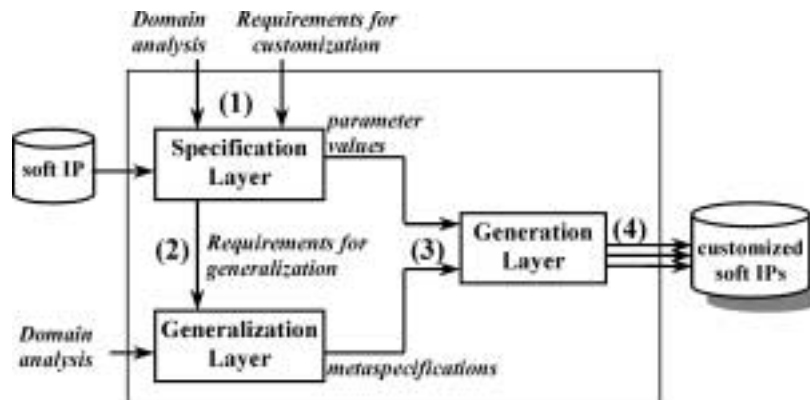 Domain
analysis
Requirements for
customization
(1)
parameter
values
soft IP
Specification
Layer
(2)
Requirements for
generalization
(3)
Generation
Layer
(4)
customized
soft IPs
Domain
analysis
Generalization
Layer
metaspecifications